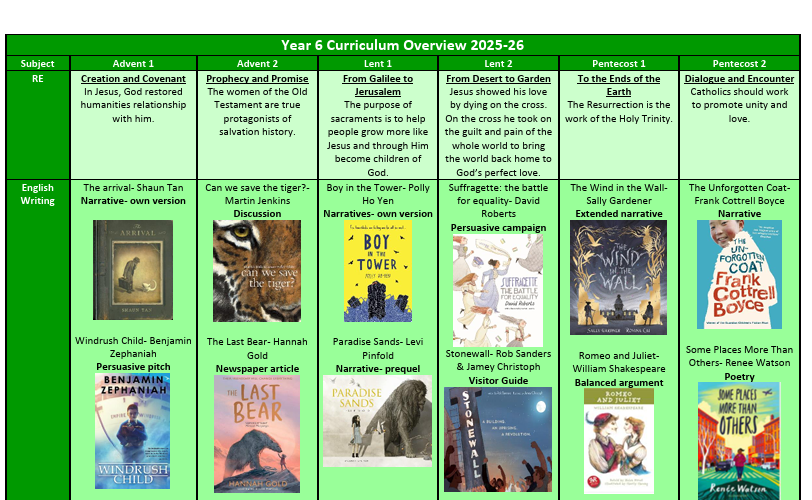 Year 6 Curriculum Overview 2025-26
Subject
Advent 1
Advent 2
Lent 1
Lent 2
Pentecost 1
Pentecost 2
RE
Creation and Covenant
In Jesus, God restored
humanities relationship
with him.
Prophecy and Promise
The women of the Old
Testament are true
protagonists of
salvation history.
From Galilee to
Jerusalem
The purpose of
sacraments is to help
people grow more like
Jesus and through Him
become children of
God.
From Desert to Garden
Jesus showed his love
by dying on the cross.
On the cross he took on
the guilt and pain of the
whole world to bring
the world back home to
God's perfect love.
To the Ends of the
Earth
The Resurrection is the
work of the Holy Trinity.
Dialogue and Encounter
Catholics should work
to promote unity and
love.
English
Writing
The arrival- Shaun Tan
Narrative- own version
THE
ARRIVAL
SHAUN TAN
Windrush Child- Benjamin
Zephaniah
Persuasive pitch
BENJAMIN
ZEPHANIAH
WINDRUSH
CHILD
Can we save the tiger?-
Martin Jenkins
Discussion
can we save
the tiger?
The Last Bear- Hannah
Gold
Newspaper article
The
LAST
BEAR
HANNAH GOLD
Boy in the Tower- Polly
Ho Yen
Narratives- own version
BOY
IN THE
TOWER
POLLY HO-YEN
Paradise Sands- Levi
Pinfold
Narrative- prequel
PARADISE
SANDS
Suffragette: the battle
for equality- David
Roberts
Persuasive campaign
SUFFRAGETTE
THE BATTLE
FOR EQUALITY
David Roberts
Stonewall- Rob Sanders
& Jamey Christoph
Visitor Guide
STONEWALL
A BUILDING.
AN UPRISING.
A REVOLUTION.
The Wind in the Wall-
Sally Gardener
Extended narrative
THE
WIND
IN THE
WALL
SALLY GARDNER
Romeo and Juliet-
William Shakespeare
Balanced argument
ROMEO
AND JULIET
WILLIAM SHAKESPEARE
The Unforgotten Coat-
Frank Cottrell Boyce
Narrative
THE
UN-
FORGOTTEN
COAT
Frank
Cottrell
Boyce
Some Places More Than
Others- Renee Watson
Poetry
SOME
PLACES
MORE THAN
OTHERS
Renée Watson